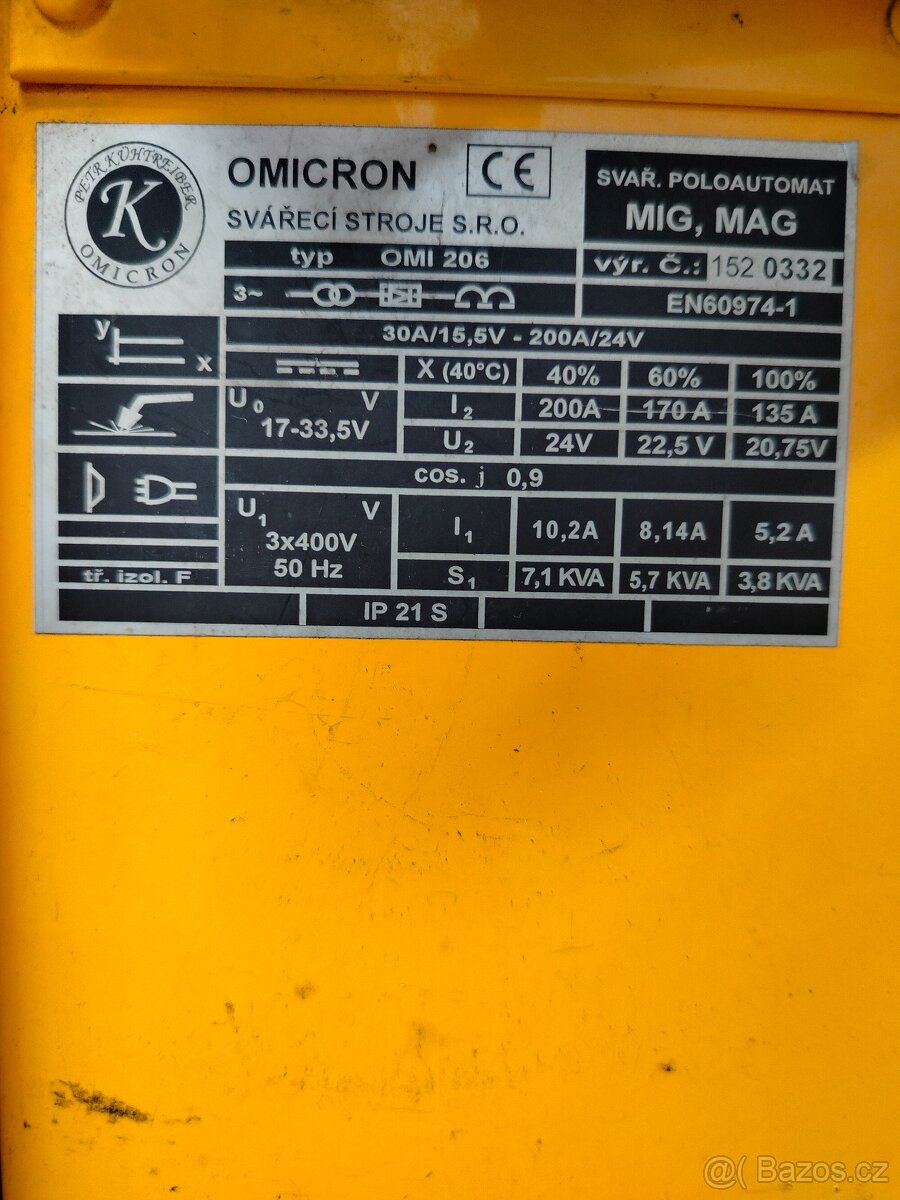 PETR KÜHTREIBER
K
OMICRON
OMICRON
CE
SVÁŘECÍ STROJE S.R.O.
SVAŘ. POLOAUTOMAT
MIG, MAG
typ OMI 206
výr. č.: 152 0332
3~
EN60974-1
y
x
30A/15,5V - 200A/24V
X (40°C) 40% 60% 100%
U₀ V
17-33,5V
I₂ 200A 170 A 135 A
U₂ 24V 22,5 V 20,75V
cos. j 0,9
U₁ V
3x400V
50 Hz
I₁ 10,2A 8,14A 5,2 A
S₁ 7,1 KVA 5,7 KVA 3,8 KVA
tř. izol. F
IP 21 S
@( Bazos.cz